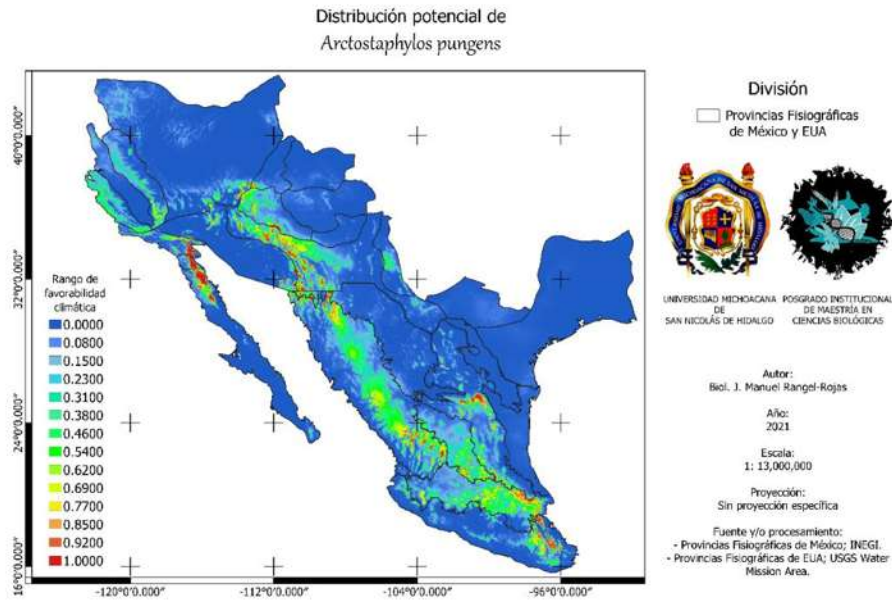 Distribución potencial de
Arctostaphylos pungens
40°0'0.000"
32°0'0.000"
24°0'0.000"
16°0'0.000"
-120°0'0.000"
-112°0'0.000"
-104°0'0.000"
-96°0'0.000"
Rango de
favorabilidad
climática
0.0000
0.0800
0.1500
0.2300
0.3100
0.3800
0.4600
0.5400
0.6200
0.6900
0.7700
0.8500
0.9200
1.0000
División
Provincias Fisiográficas
de México y EUA
UNIVERSIDAD MICHOACANA
DE
SAN NICOLÁS DE HIDALGO
POSGRADO INSTITUCIONAL
DE MAESTRÍA EN
CIENCIAS BIOLÓGICAS
Autor:
Biol. J. Manuel Rangel-Rojas
Año:
2021
Escala:
1: 13,000,000
Proyección:
Sin proyección específica
Fuente y/o procesamiento:
- Provincias Fisiográficas de México; INEGI.
- Provincias Fisiográficas de EUA; USGS Water
Mission Area.